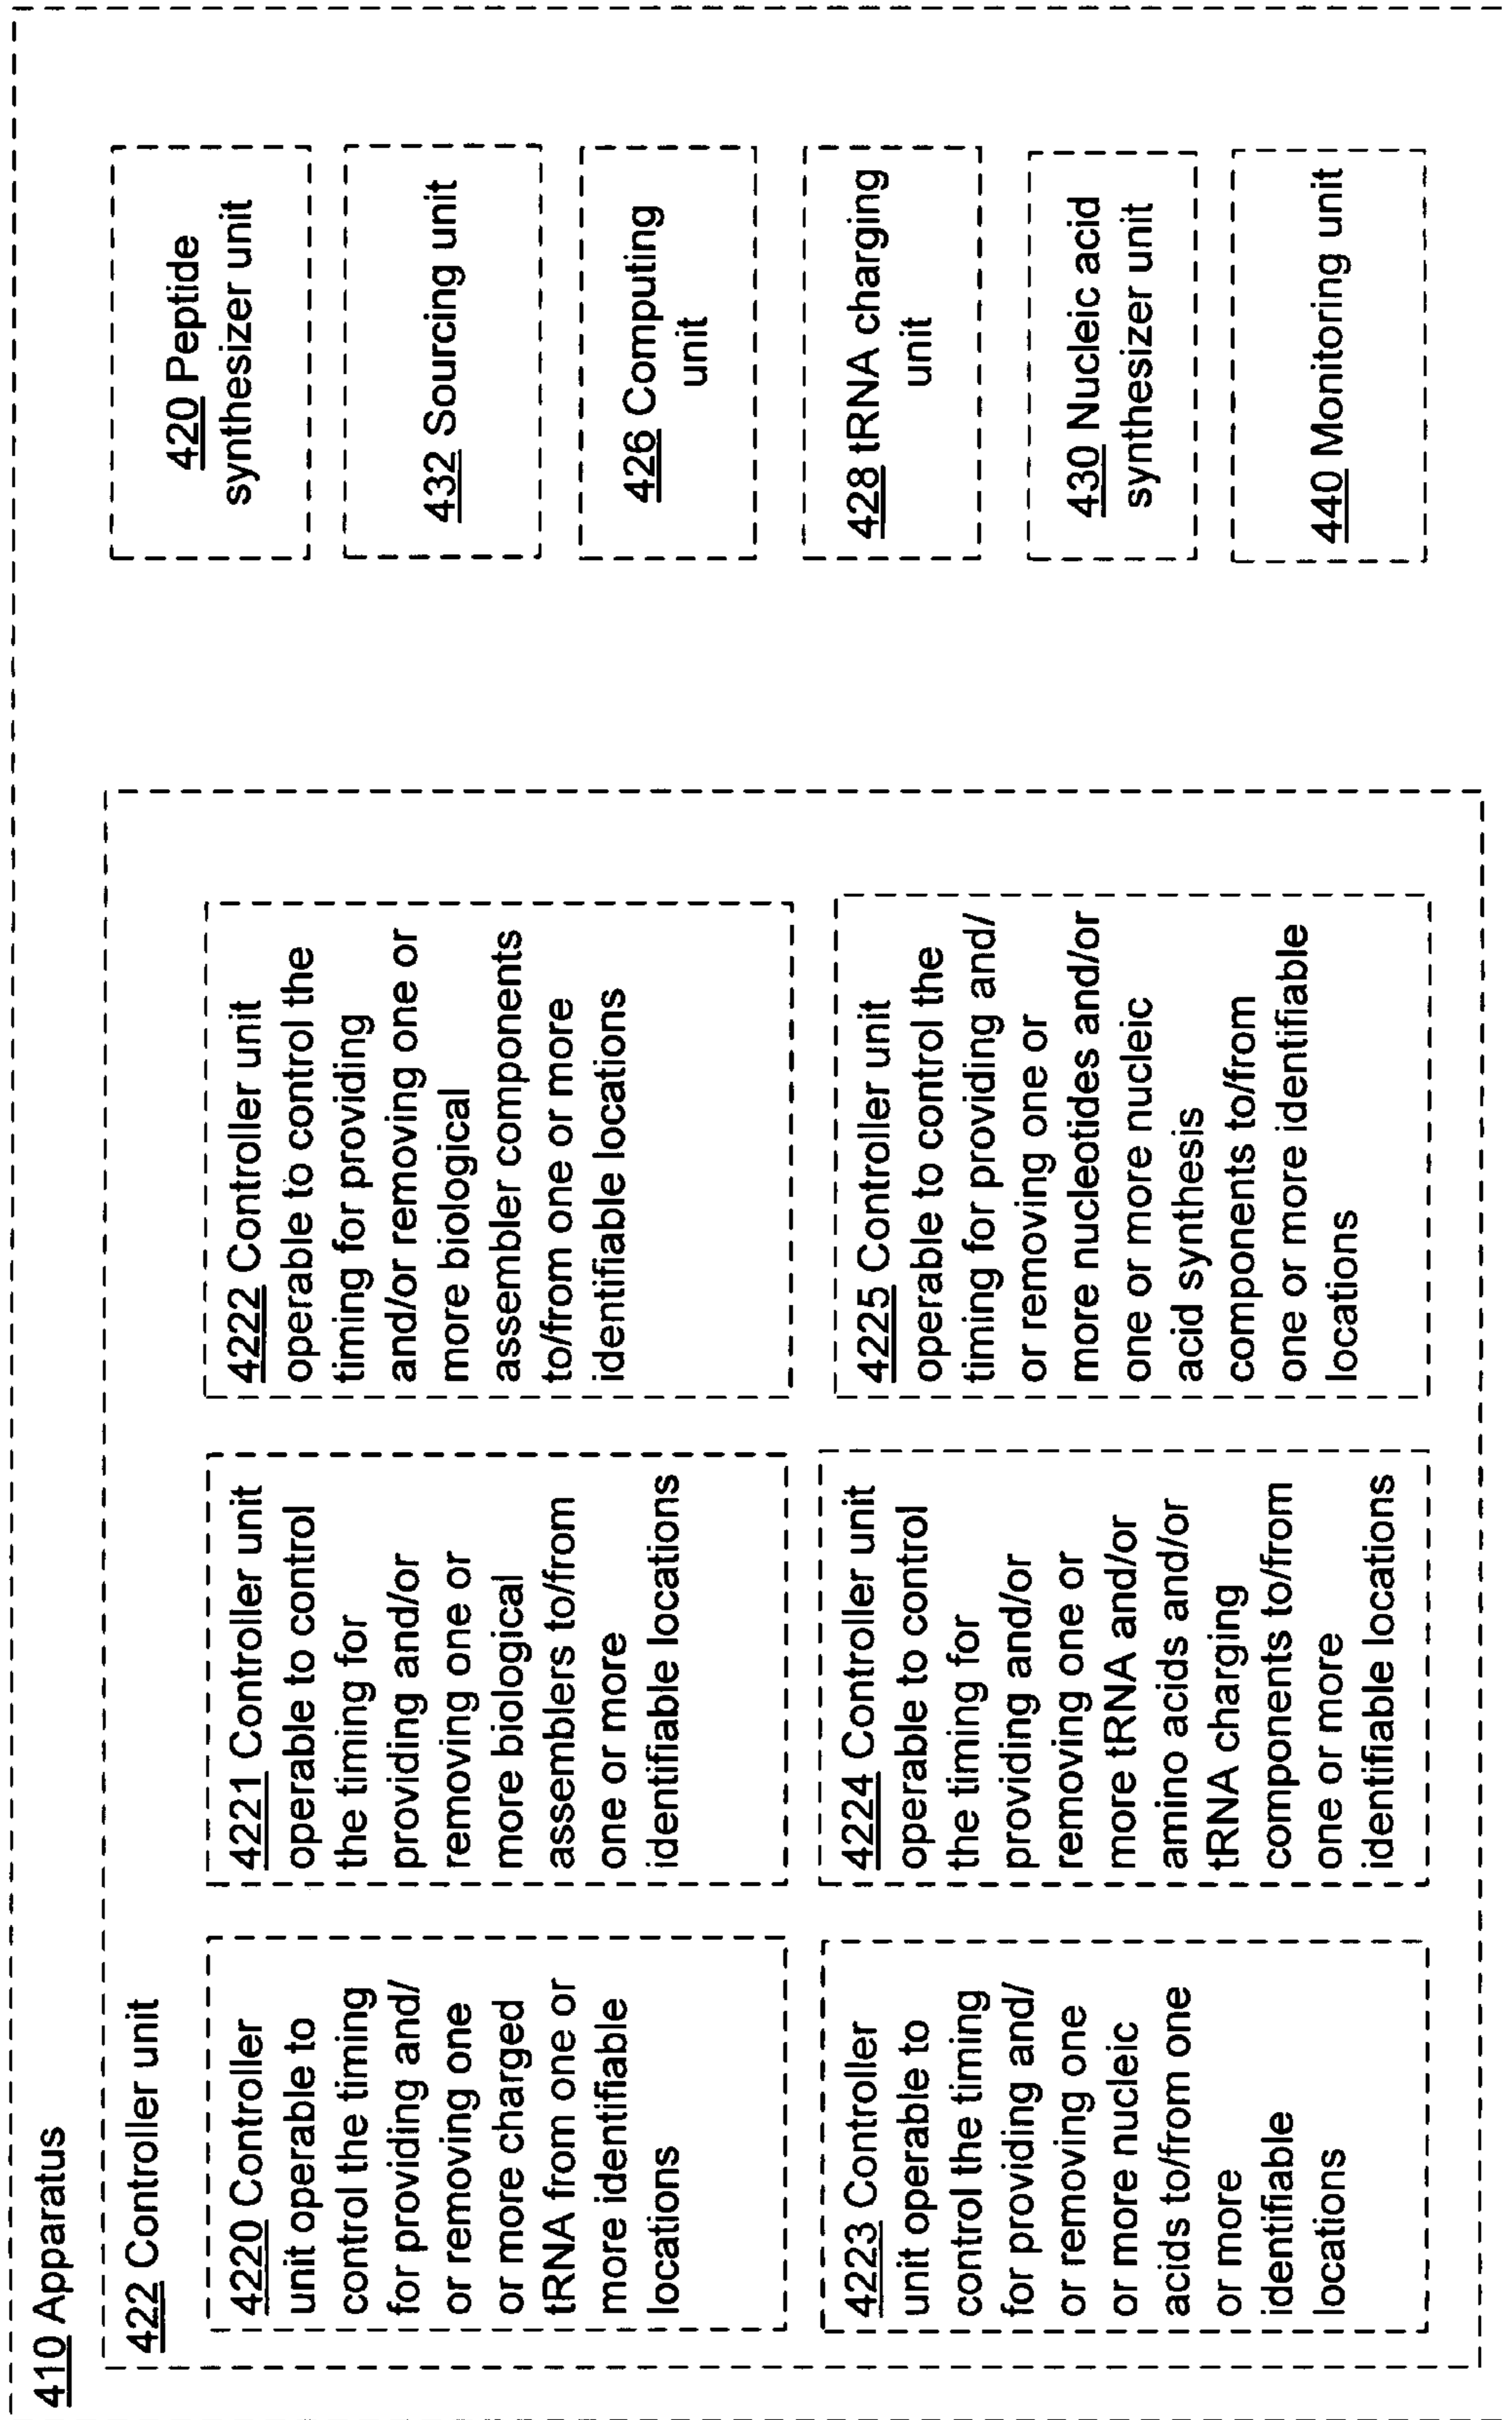 410 Apparatus
422 Controller unit
4220 Controller
unit operable to
control the timing
for providing and/
or removing one
or more charged
tRNA from one or
more identifiable
locations
4221 Controller unit
operable to control
the timing for
providing and/or
removing one or
more biological
assemblers to/from
one or more
identifiable locations
4222 Controller unit
operable to control the
timing for providing
and/or removing one or
more biological
assembler components
to/from one or more
identifiable locations
4223 Controller
unit operable to
control the timing
for providing and/
or removing one
or more nucleic
acids to/from one
or more
identifiable
locations
4224 Controller unit
operable to control
the timing for
providing and/or
removing one or
more tRNA and/or
amino acids and/or
tRNA charging
components to/from
one or more
identifiable locations
4225 Controller unit
operable to control the
timing for providing and/
or removing one or
more nucleotides and/or
one or more nucleic
acid synthesis
components to/from
one or more identifiable
locations
420 Peptide
synthesizer unit
432 Sourcing unit
426 Computing
unit
428 tRNA charging
unit
430 Nucleic acid
synthesizer unit
440 Monitoring unit